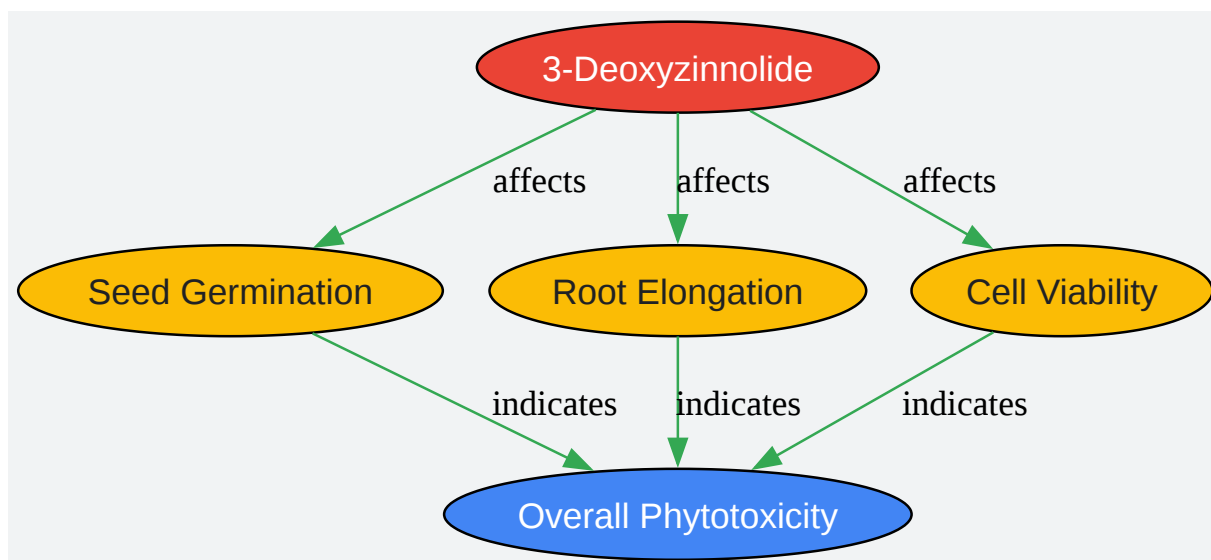 3-Deoxyzinnolide
affects affects affects
Seed Germination Root Elongation Cell Viability
indicates indicates indicates
Overall Phytotoxicity